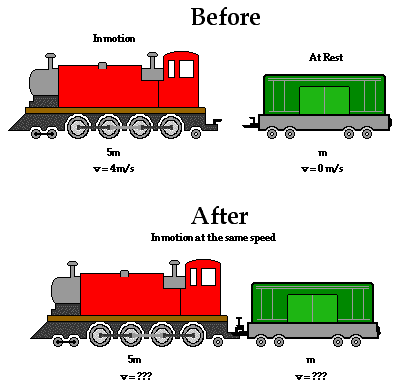 Before
In motion
At Rest
5m
m
v = 4 m/s
v = 0 m/s
After
In motion at the same speed
5m
m
v = ???
v = ???